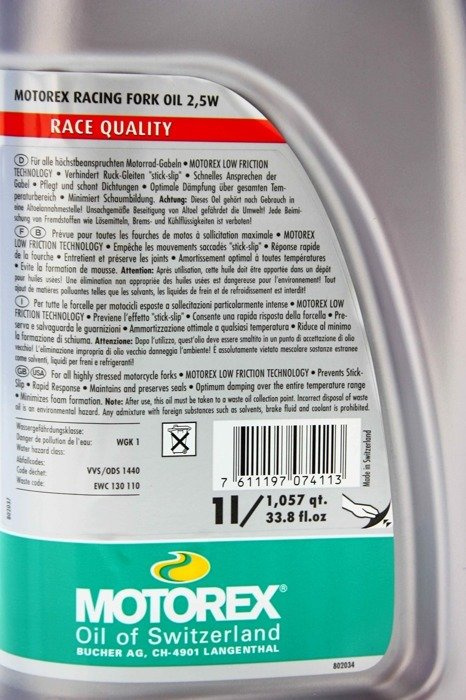 MOTOREX RACING FORK OIL 2,5W
RACE QUALITY
D Für alle höchstbeanspruchten Motorrad-Gabeln • MOTOREX LOW FRICTION
TECHNOLOGY • Verhindert Ruck-Gleiten "stick-slip" • Schnelles Ansprechen der
Gabel • Pflegt und schont Dichtungen • Optimale Dämpfung über gesamten Tem-
peraturbereich • Minimiert Schaumbildung. Achtung: Dieses Oel gehört nach Gebrauch in
eine Altoelannahmestelle! Unsachgemäße Beseitigung von Altoel gefährdet die Umwelt! Jede Beimi-
schung von Fremdstoffen wie Lösemitteln, Brems- und Kühlflüssigkeiten ist verboten!
F B Prévue pour toutes les fourches de motos à sollicitation maximale • MOTOREX
LOW FRICTION TECHNOLOGY • Empêche les mouvements saccadés "stick-slip" • Réponse rapide
de la fourche • Entretient et préserve les joints • Amortissement optimal à toutes températures
• Evite la formation de mousse. Attention: Après utilisation, cette huile doit être apportée dans un dépôt
pour huiles usées! Une élimination non appropriée des huiles usées est dangereuse pour l'environnement! Tout
ajout de matières polluantes telles que les solvants, les liquides de frein et de refroidissement est interdit!
I Per tutte le forcelle per motocicli esposte a sollecitazioni particolarmente intense • MOTOREX LOW
FRICTION TECHNOLOGY • Previene l'effetto "stick-slip" • Consente una rapida risposta della forcella • Pre-
serva e salvaguarda le guarnizioni • Ammortizzazione ottimale a qualsiasi temperatura • Riduce al minimo
la formazione di schiuma. Attenzione: Dopo l'utilizzo, quest'olio deve essere smaltito in un punto di accettazione di olio
vecchio! L'eliminazione impropria di olio vecchio danneggia l'ambiente! È assolutamente vietato mescolare sostanze estranee
come solventi, liquidi per freni e refrigeranti!
GB USA For all highly stressed motorcycle forks • MOTOREX LOW FRICTION TECHNOLOGY • Prevents Stick-
Slip • Rapid Response • Maintains and preserves seals • Optimum damping over the entire temperature range
• Minimizes foam formation. Note: After use, this oil must be taken to a waste oil collection point. Incorrect disposal of waste
oil is an environmental hazard. Any admixture with foreign substances such as solvents, brake fluid and coolant is prohibited.
Wassergefährdungsklasse:
Danger de pollution de l'eau: WGK 1
Water hazard class:
Abfallcodes:
Code déchet: VVS/ODS 1440
Waste code: EWC 130 110
7 611197 074113
Made in Switzerland
1l/ 1,057 qt.
33.8 fl.oz
MOTOREX®
Oil of Switzerland
BUCHER AG, CH-4901 LANGENTHAL
802034